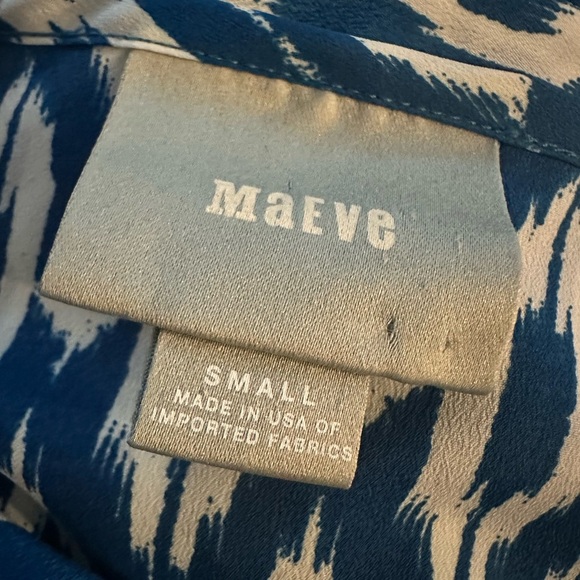 MaEVe
SMALL
MADE IN USA OF
IMPORTED FABRICS